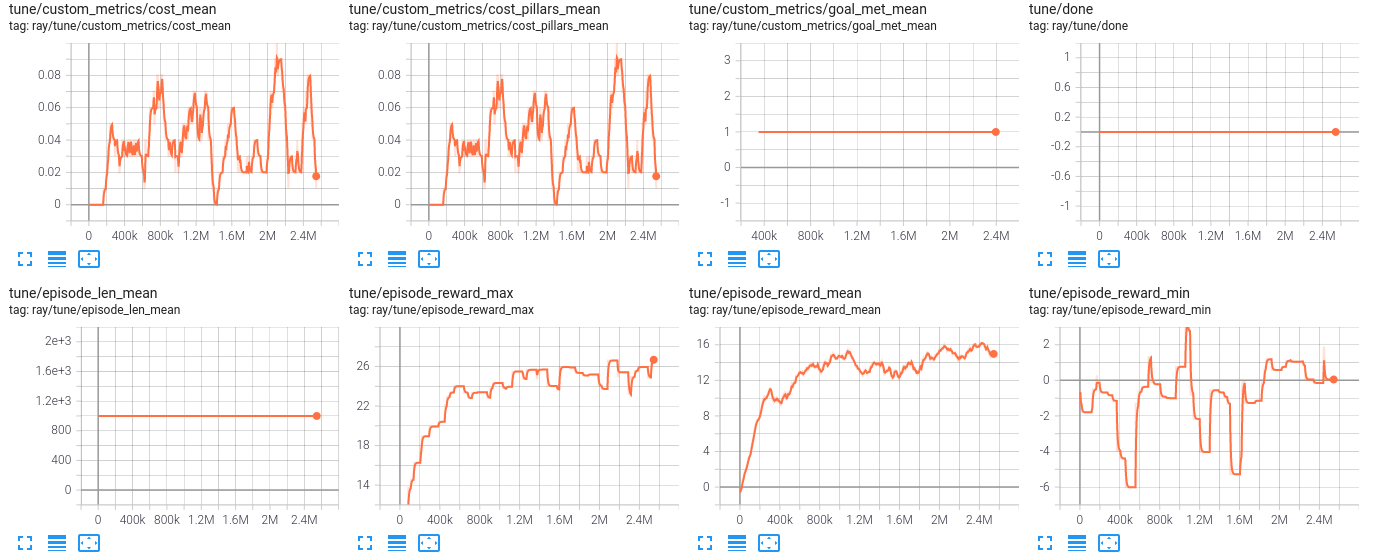 tune/custom_metrics/cost_mean
tag: ray/tune/custom_metrics/cost_mean
0.08
0.06
0.04
0.02
0
0 400k 800k 1.2M 1.6M 2M 2.4M
tune/custom_metrics/cost_pillars_mean
tag: ray/tune/custom_metrics/cost_pillars_mean
0.08
0.06
0.04
0.02
0
0 400k 800k 1.2M 1.6M 2M 2.4M
tune/custom_metrics/goal_met_mean
tag: ray/tune/custom_metrics/goal_met_mean
3
2
1
0
-1
400k 800k 1.2M 1.6M 2M 2.4M
tune/done
tag: ray/tune/done
1
0.6
0.2
-0.2
-0.6
-1
0 400k 800k 1.2M 1.6M 2M 2.4M
tune/episode_len_mean
tag: ray/tune/episode_len_mean
2e+3
1.6e+3
1.2e+3
800
400
0
0 400k 800k 1.2M 1.6M 2M 2.4M
tune/episode_reward_max
tag: ray/tune/episode_reward_max
26
22
18
14
0 400k 800k 1.2M 1.6M 2M 2.4M
tune/episode_reward_mean
tag: ray/tune/episode_reward_mean
16
12
8
4
0
0 400k 800k 1.2M 1.6M 2M 2.4M
tune/episode_reward_min
tag: ray/tune/episode_reward_min
2
0
-2
-4
-6
0 400k 800k 1.2M 1.6M 2M 2.4M